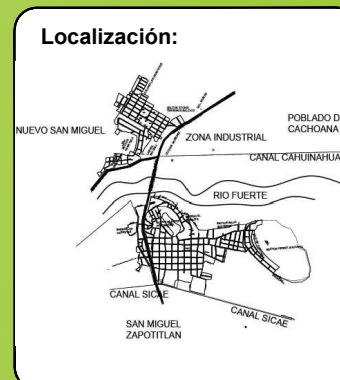 Localización:
NUEVO SAN MIGUEL
ZONA INDUSTRIAL
POBLADO D
CACHOANA
CANAL CAHUINAHUA
RIO FUERTE
CANAL SICAE
CANAL SICAE
SAN MIGUEL
ZAPOTITLAN